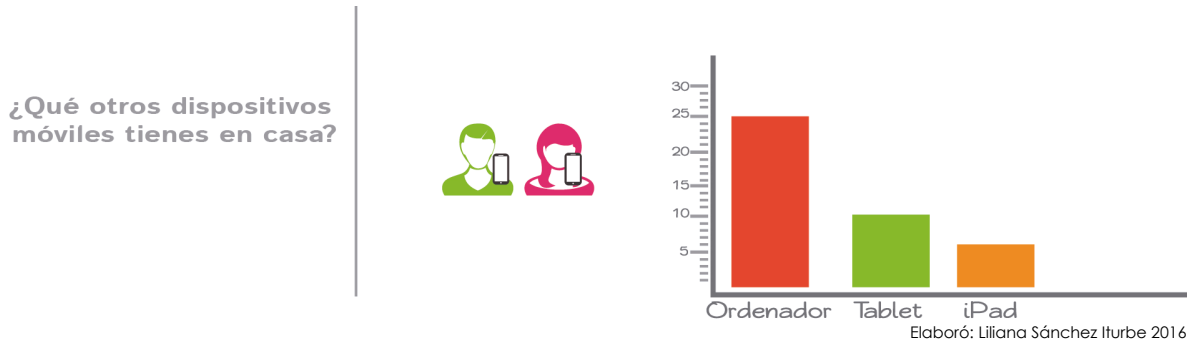 ¿Qué otros dispositivos
móviles tienes en casa?
30
25
20
15
10
5
Ordenador Tablet iPad
Elaboró: Liliana Sánchez Iturbe 2016